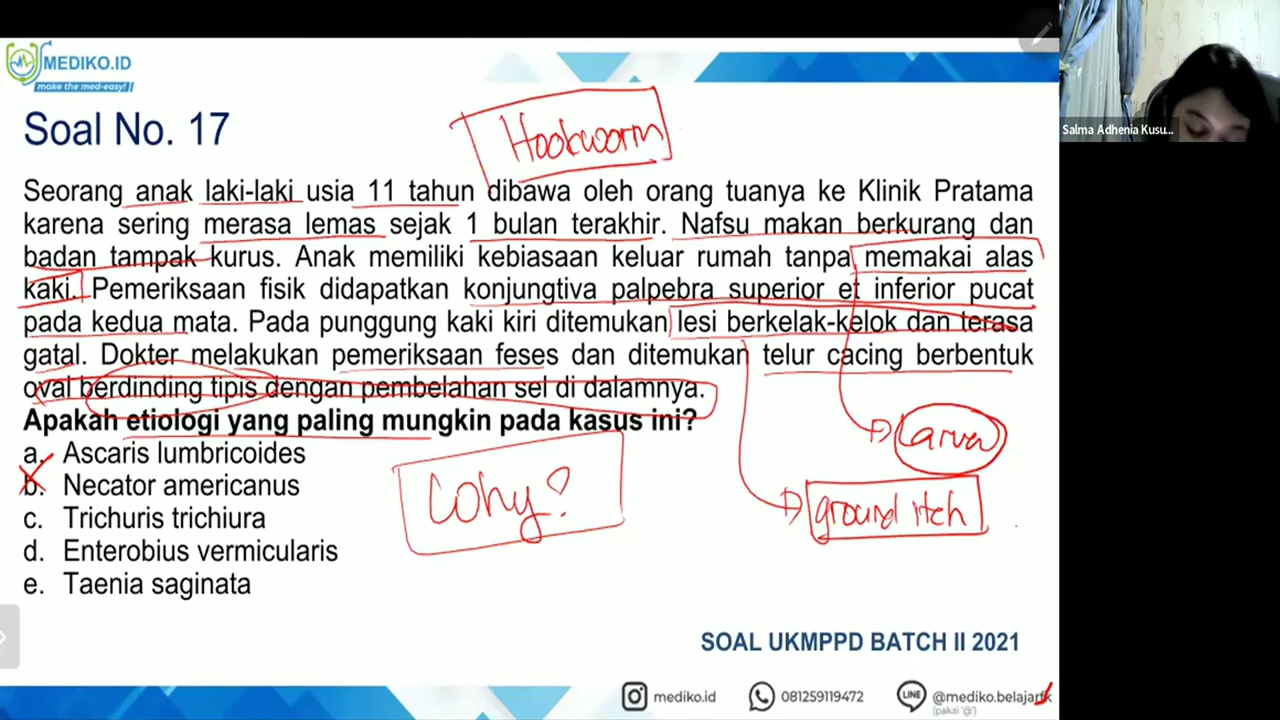 MEDIKO.ID
make the med-easy!
Soal No. 17
Hookworm
Seorang anak laki-laki usia 11 tahun dibawa oleh orang tuanya ke Klinik Pratama
karena sering merasa lemas sejak 1 bulan terakhir. Nafsu makan berkurang dan
badan tampak kurus. Anak memiliki kebiasaan keluar rumah tanpa memakai alas
kaki. Pemeriksaan fisik didapatkan konjungtiva palpebra superior et inferior pucat
pada kedua mata. Pada punggung kaki kiri ditemukan lesi berkelak-kelok dan terasa
gatal. Dokter melakukan pemeriksaan feses dan ditemukan telur cacing berbentuk
oval berdinding tipis dengan pembelahan sel di dalamnya.
Apakah etiologi yang paling mungkin pada kasus ini?
a. Ascaris lumbricoides
b. Necator americanus
c. Trichuris trichiura
d. Enterobius vermicularis
e. Taenia saginata
Why?
larva
ground itch
SOAL UKMPPD BATCH II 2021
mediko.id
081259119472
LINE
@mediko.belajarfk
(pakai '@')
Salma Adhenia Kusu...